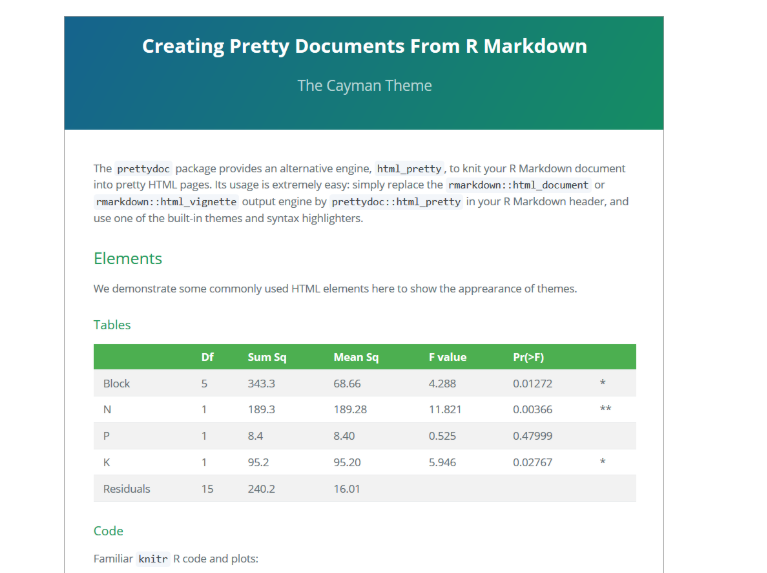 Creating Pretty Documents From R Markdown
The Cayman Theme
The prettydoc package provides an alternative engine, html_pretty, to knit your R Markdown document
into pretty HTML pages. Its usage is extremely easy: simply replace the rmarkdown::html_document or
rmarkdown::html_vignette output engine by prettydoc::html_pretty in your R Markdown header, and
use one of the built-in themes and syntax highlighters.
Elements
We demonstrate some commonly used HTML elements here to show the apprearance of themes.
Tables
Df Sum Sq Mean Sq F value Pr(>F)
Block 5 343.3 68.66 4.288 0.01272 *
N 1 189.3 189.28 11.821 0.00366 **
P 1 8.4 8.40 0.525 0.47999
K 1 95.2 95.20 5.946 0.02767 *
Residuals 15 240.2 16.01
Code
Familiar knitr R code and plots: